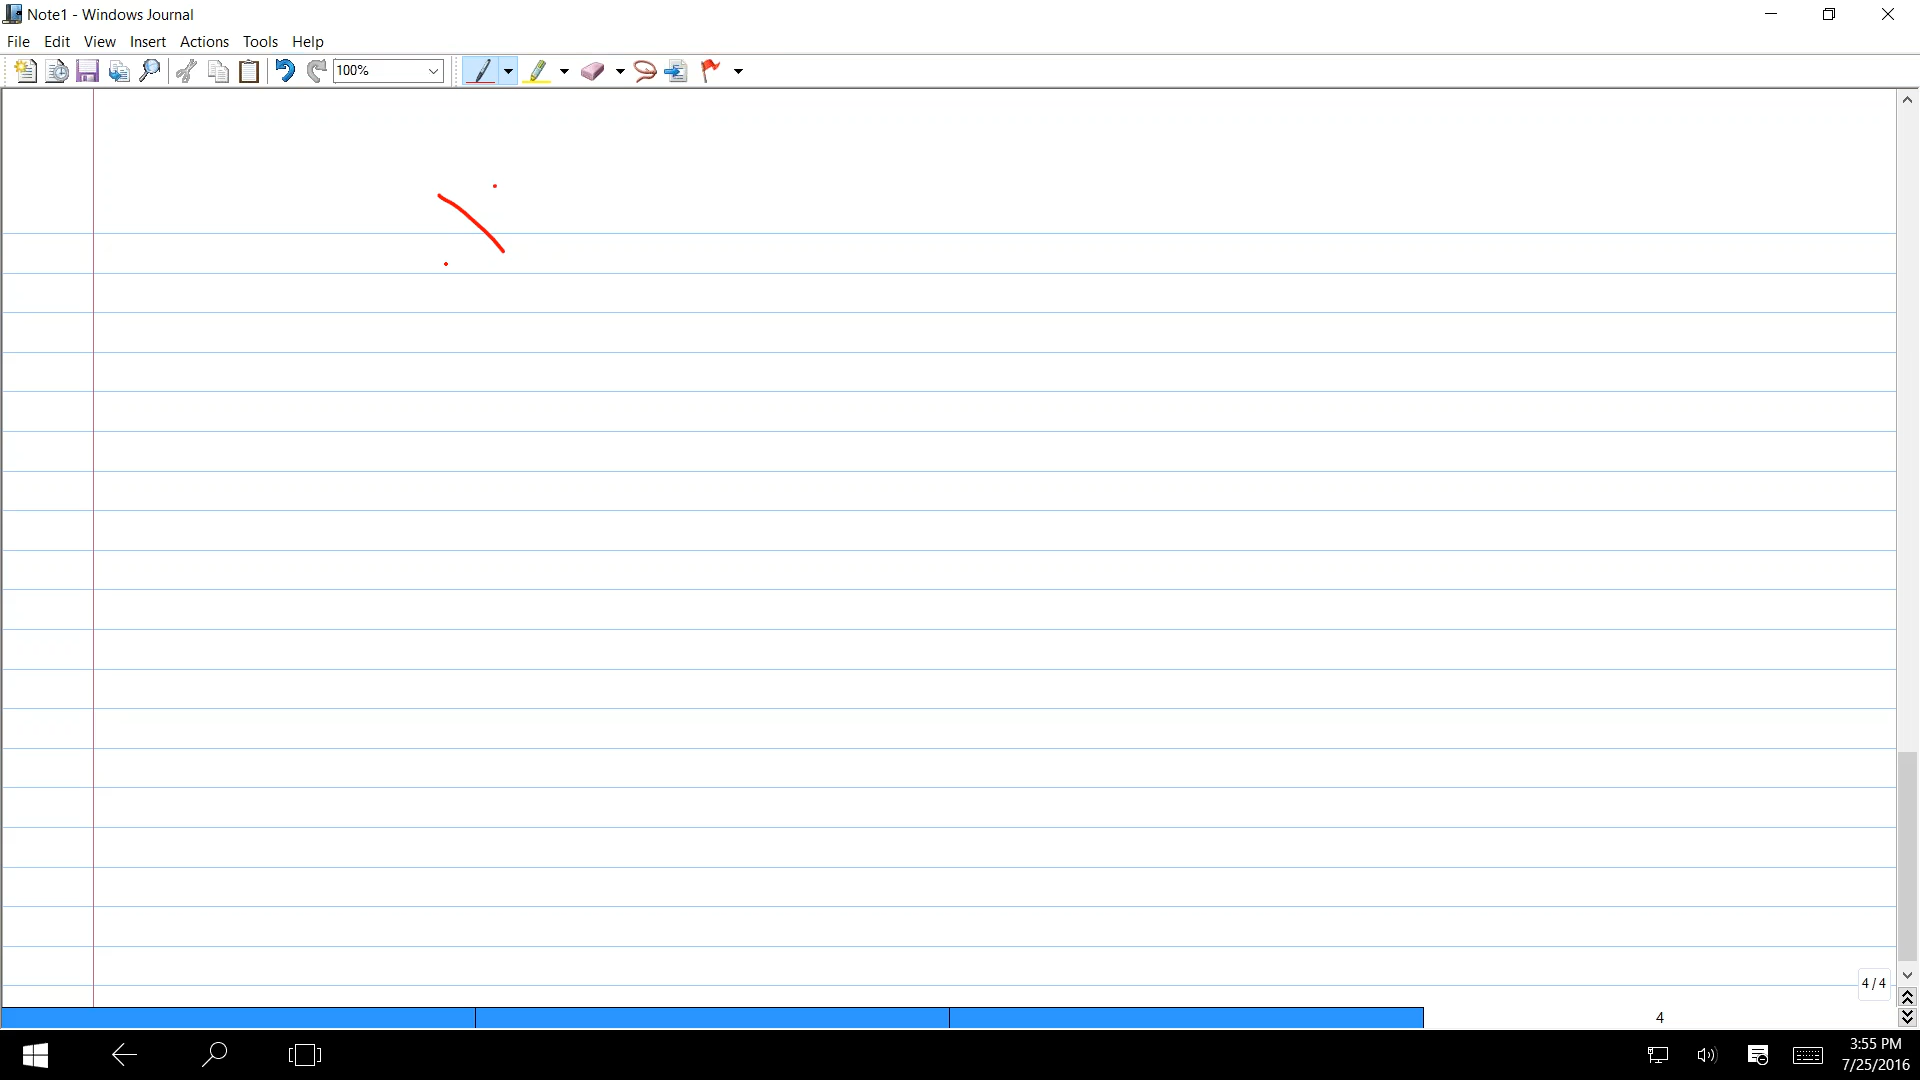 Note1 - Windows Journal
File Edit View Insert Actions Tools Help
100%
4 / 4
4
3:55 PM
7/25/2016